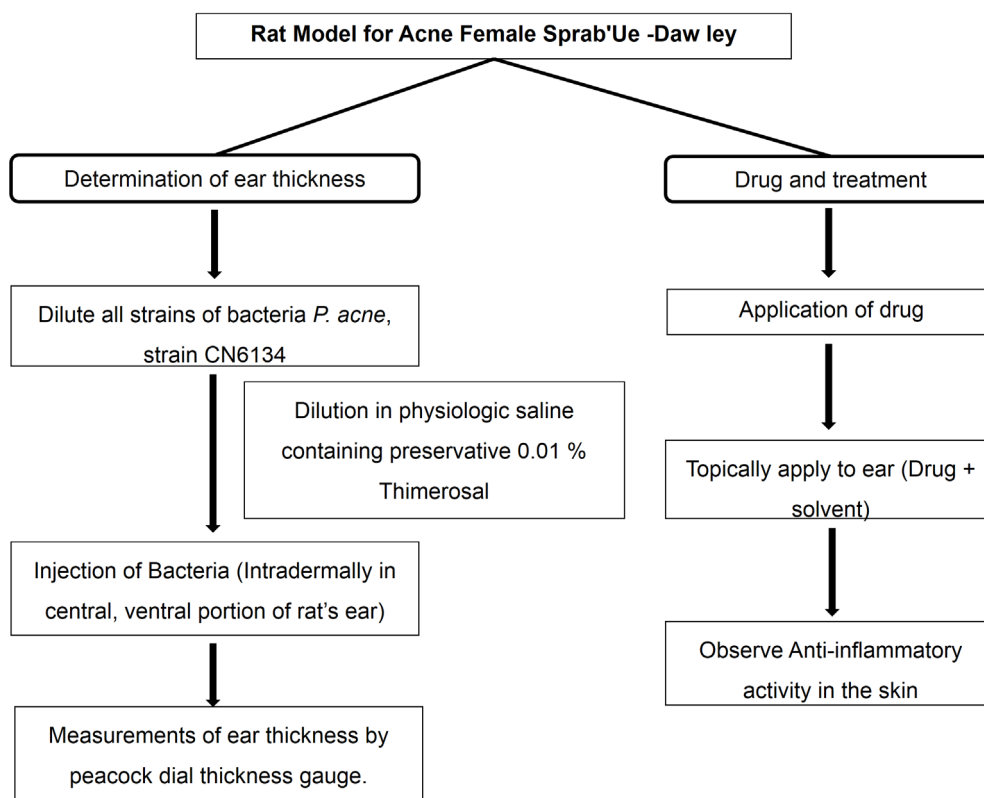 Rat Model for Acne Female Sprab'Ue -Daw ley
Determination of ear thickness
Dilute all strains of bacteria P. acne,
strain CN6134
Dilution in physiologic saline
containing preservative 0.01 %
Thimerosal
Injection of Bacteria (Intradermally in
central, ventral portion of rat’s ear)
Measurements of ear thickness by
peacock dial thickness gauge.
Drug and treatment
Application of drug
Topically apply to ear (Drug +
solvent)
Observe Anti-inflammatory
activity in the skin